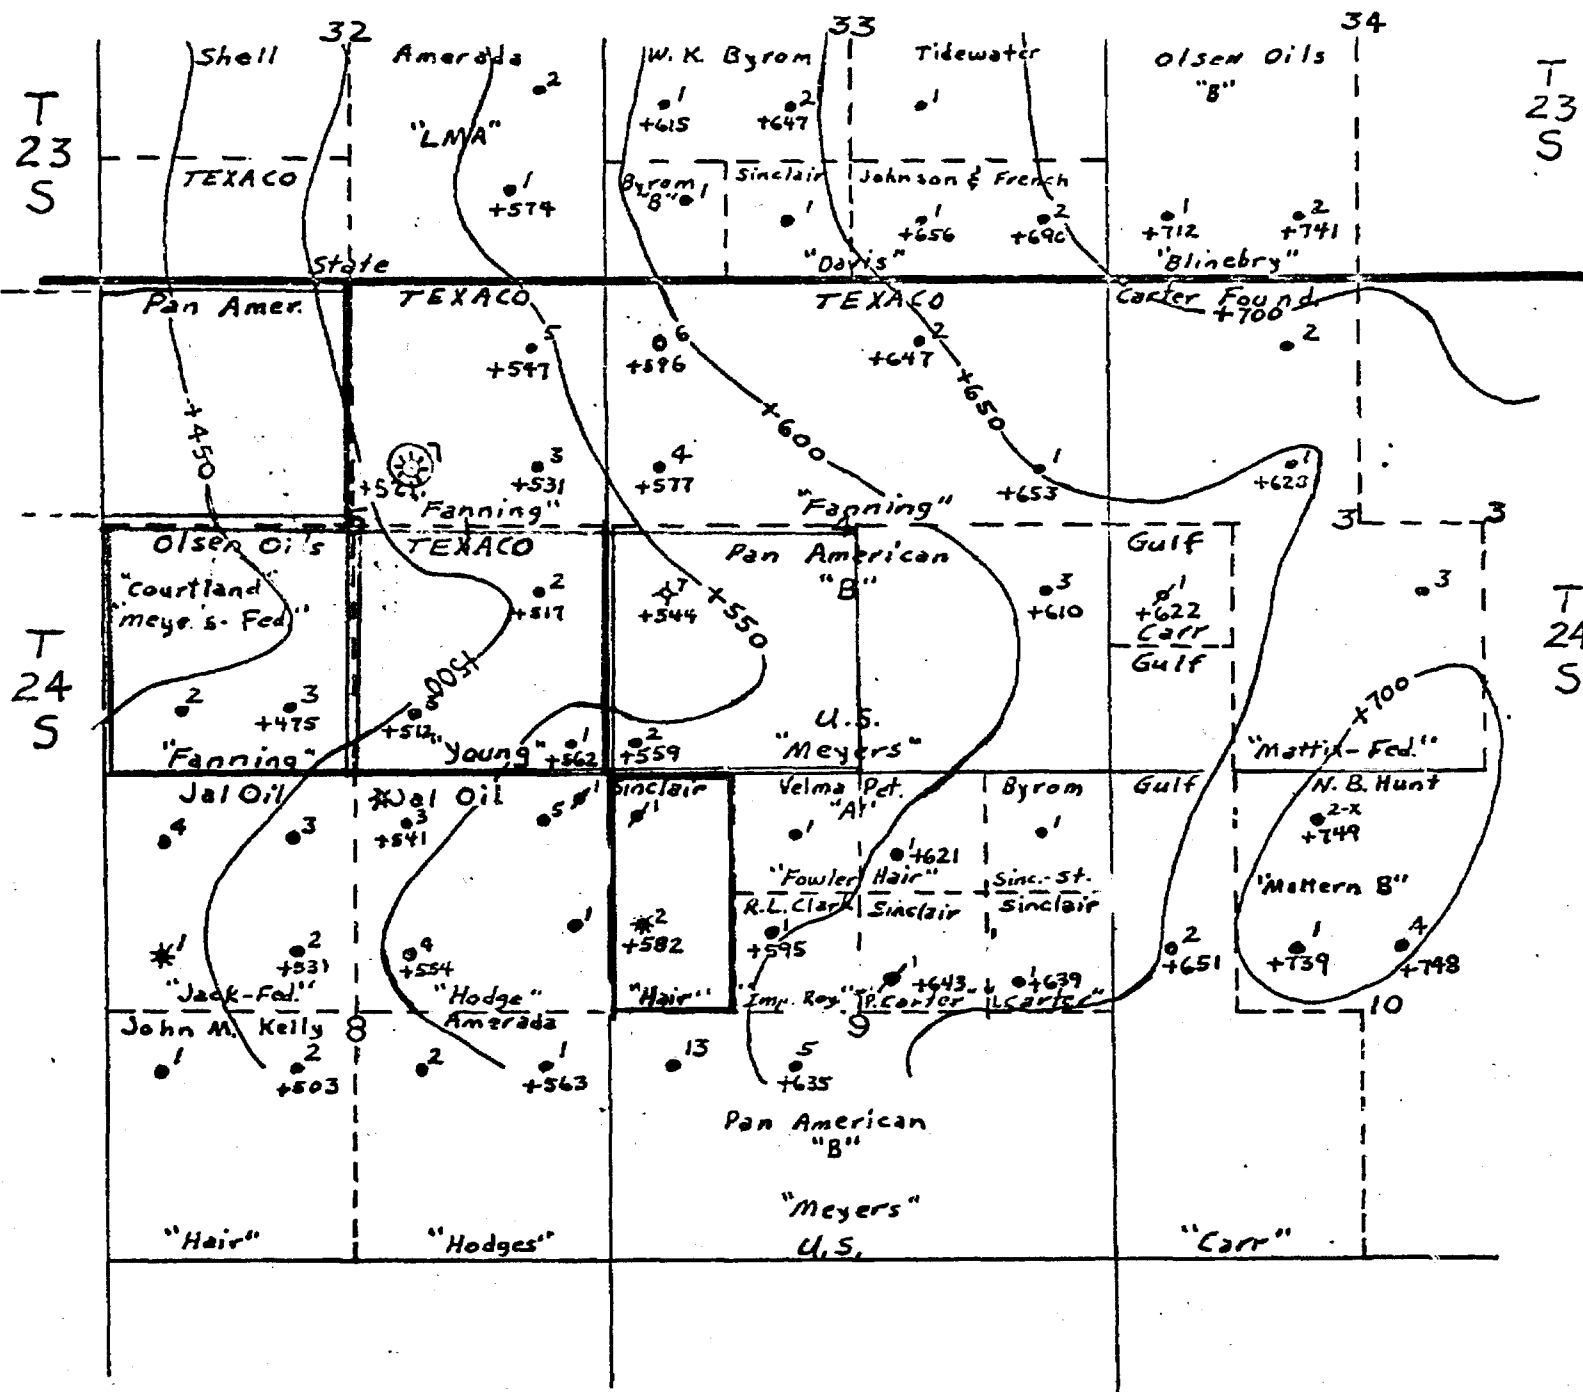 32 33 34
Shell Amerada W. K. Byrom Tidewater Olsen Oils
"B"
T
23
S
T
23
S
2
1
+615
2
+647
1
"LMA"
TEXACO
1
+574
Byrom
"B" 1
Sinclair
1
Johnson & French
1
+656
2
1
+712
2
+741
State
"Davis"
"Blinebry"
Pan Amer.
TEXACO
TEXACO
Carter Found.
+700
5
+547
6
+596
2
+647
2
+450
+600
+650
7
3
+531
4
+577
1
+653
1
Fanning"
"Fanning"
3
3
Olsen Oils
TEXACO
Pan American
"B"
Gulf
"Courtland
2
+517
7
+544
+550
3
+610
1
+622
Carr
Gulf
3
T
24
S
T
24
S
+500
+700
2
3
+475
+512
"Fanning"
"Young"
1
+562
2
+559
U.S.
"Meyers"
"Mattix-Fed."
Jal Oil
Jal Oil
Sinclair
Velma Pet.
"A"
Byrom
Gulf
N. B. Hunt
4
3
3
+541
5
1
1
1
1
+621
1
2-X
+749
"Fowler Hair"
R.L. Clark
Sinclair
Sinc.-St.
Sinclair
"Mattern B"
1
2
+531
4
+554
1
2
+582
1
+595
1
+643
1
+639
2
+651
1
+739
4
+748
"Jack-Fed."
"Hodge"
"Hair"
"Imp. Roy"
"P. Carter"
"L Carter"
John M. Kelly
8
Amerada
9
10
1
2
+503
2
1
+563
13
5
+635
Pan American
"B"
"Meyers"
U.S.
"Hair"
"Hodges"
"Carr"